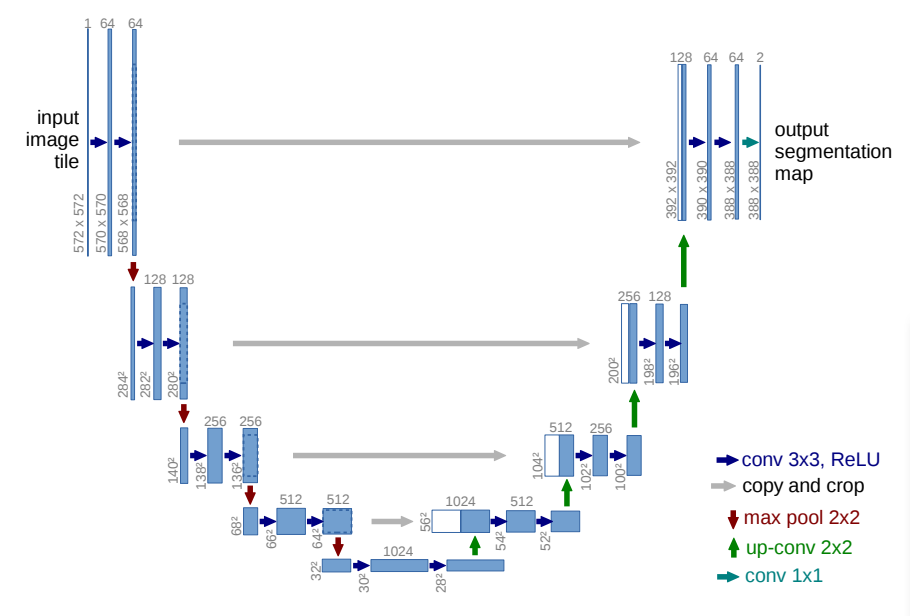 1 64 64
128 64 64 2
input
image
tile
output
segmentation
map
572 x 572
570 x 570
568 x 568
392 x 392
390 x 390
388 x 388
388 x 388
128 128
256 128
284²
282²
280²
200²
198²
196²
256 256
512 256
140²
138²
136²
104²
102²
100²
512 512
1024 512
68²
66²
64²
56²
54²
52²
1024
32²
30²
28²
conv 3x3, ReLU
copy and crop
max pool 2x2
up-conv 2x2
conv 1x1